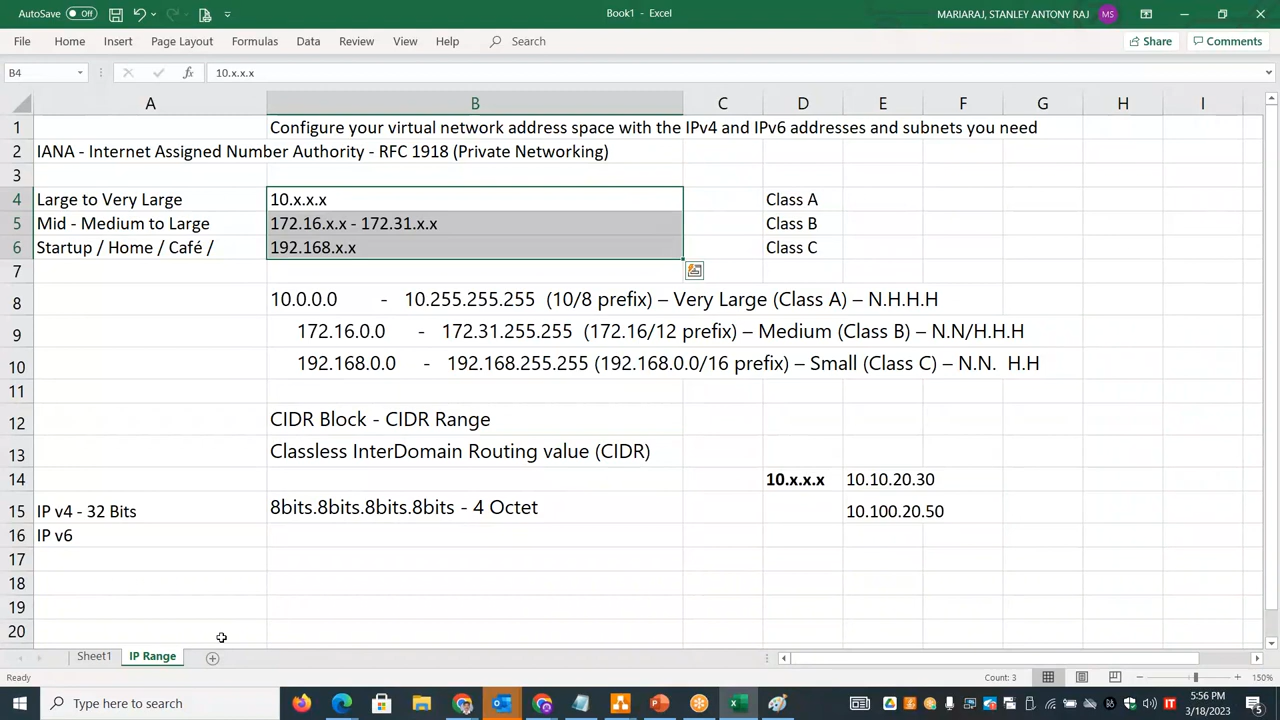 AutoSave Off Book1 - Excel MARIARAJ, STANLEY ANTONY RAJ MS
File Home Insert Page Layout Formulas Data Review View Help Search Share Comments
B4 fx 10.x.x.x
A B C D E F G H I
1 Configure your virtual network address space with the IPv4 and IPv6 addresses and subnets you need
2 IANA - Internet Assigned Number Authority - RFC 1918 (Private Networking)
3
4 Large to Very Large 10.x.x.x Class A
5 Mid - Medium to Large 172.16.x.x - 172.31.x.x Class B
6 Startup / Home / Café / 192.168.x.x Class C
7
8 10.0.0.0 - 10.255.255.255 (10/8 prefix) – Very Large (Class A) – N.H.H.H
9 172.16.0.0 - 172.31.255.255 (172.16/12 prefix) – Medium (Class B) – N.N/H.H.H
10 192.168.0.0 - 192.168.255.255 (192.168.0.0/16 prefix) – Small (Class C) – N.N. H.H
11
12 CIDR Block - CIDR Range
13 Classless InterDomain Routing value (CIDR)
14 10.x.x.x 10.10.20.30
15 IP v4 - 32 Bits 8bits.8bits.8bits.8bits - 4 Octet 10.100.20.50
16 IP v6
17
18
19
20
Sheet1 IP Range
Ready Count: 3 150%
Type here to search 5:56 PM
3/18/2023